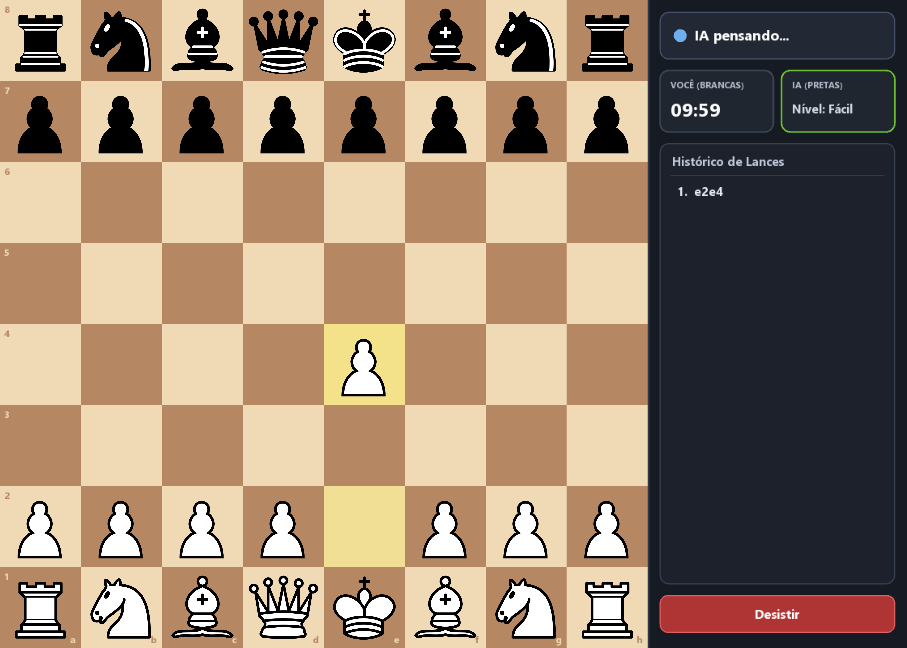 8
7
6
5
4
3
2
1
a b c d e f g h
IA pensando...
VOCÊ (BRANCAS)
09:59
IA (PRETAS)
Nível: Fácil
Histórico de Lances
1. e2e4
Desistir